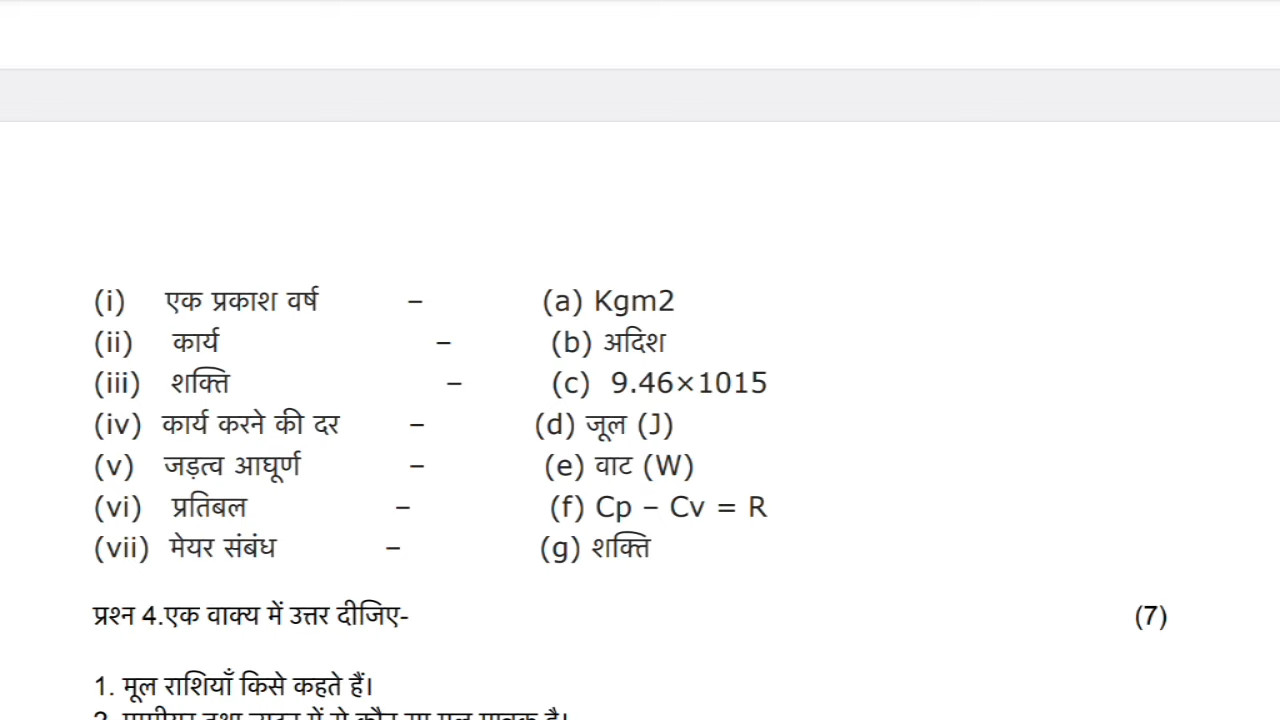 (i) एक प्रकाश वर्ष – (a) Kgm2
(ii) कार्य – (b) अदिश
(iii) शक्ति – (c) 9.46×1015
(iv) कार्य करने की दर – (d) जूल (J)
(v) जड़त्व आघूर्ण – (e) वाट (W)
(vi) प्रतिबल – (f) Cp – Cv = R
(vii) मेयर संबंध – (g) शक्ति
प्रश्न 4.एक वाक्य में उत्तर दीजिए- (7)
1. मूल राशियाँ किसे कहते हैं।